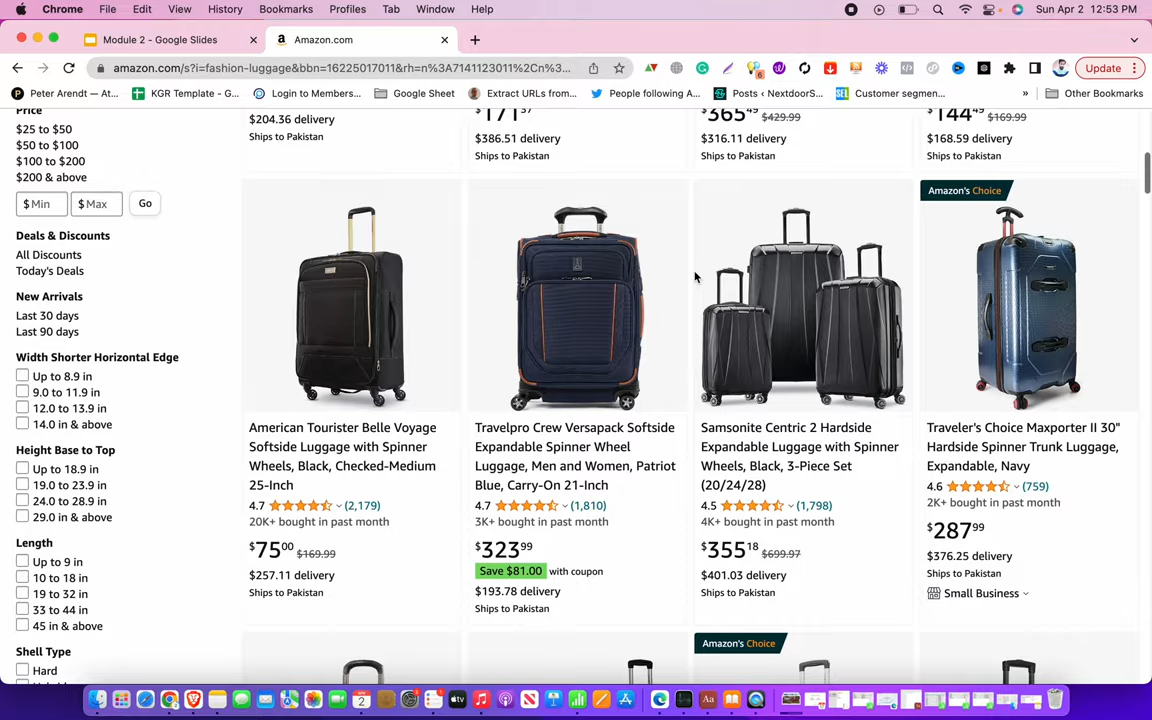 Chrome File Edit View History Bookmarks Profiles Tab Window Help Sun Apr 2 12:53 PM
Module 2 - Google Slides Amazon.com
amazon.com/s?i=fashion-luggage&bbn=16225017011&rh=n%3A7141123011%2Cn%3... 6 Update
Peter Arendt — At... KGR Template - G... Login to Members... Google Sheet Extract URLs from... People following A... Posts ‹ NextdoorS... SEL Customer segmen... » Other Bookmarks
Price
$25 to $50
$50 to $100
$100 to $200
$200 & above
$ Min $ Max Go
Deals & Discounts
All Discounts
Today's Deals
New Arrivals
Last 30 days
Last 90 days
Width Shorter Horizontal Edge
Up to 8.9 in
9.0 to 11.9 in
12.0 to 13.9 in
14.0 in & above
Height Base to Top
Up to 18.9 in
19.0 to 23.9 in
24.0 to 28.9 in
29.0 in & above
Length
Up to 9 in
10 to 18 in
19 to 32 in
33 to 44 in
45 in & above
Shell Type
Hard
$204.36 delivery
Ships to Pakistan
$171
$386.51 delivery
Ships to Pakistan
$365 $429.99
$316.11 delivery
Ships to Pakistan
$144 $169.99
$168.59 delivery
Ships to Pakistan
American Tourister Belle Voyage
Softside Luggage with Spinner
Wheels, Black, Checked-Medium
25-Inch
4.7 (2,179)
20K+ bought in past month
$75 00 $169.99
$257.11 delivery
Ships to Pakistan
Travelpro Crew Versapack Softside
Expandable Spinner Wheel
Luggage, Men and Women, Patriot
Blue, Carry-On 21-Inch
4.7 (1,810)
3K+ bought in past month
$323 99
Save $81.00 with coupon
$193.78 delivery
Ships to Pakistan
Samsonite Centric 2 Hardside
Expandable Luggage with Spinner
Wheels, Black, 3-Piece Set
(20/24/28)
4.5 (1,798)
4K+ bought in past month
$355 18 $699.97
$401.03 delivery
Ships to Pakistan
Amazon's Choice
Traveler's Choice Maxporter II 30"
Hardside Spinner Trunk Luggage,
Expandable, Navy
4.6 (759)
2K+ bought in past month
$287 99
$376.25 delivery
Ships to Pakistan
Small Business
Amazon's Choice